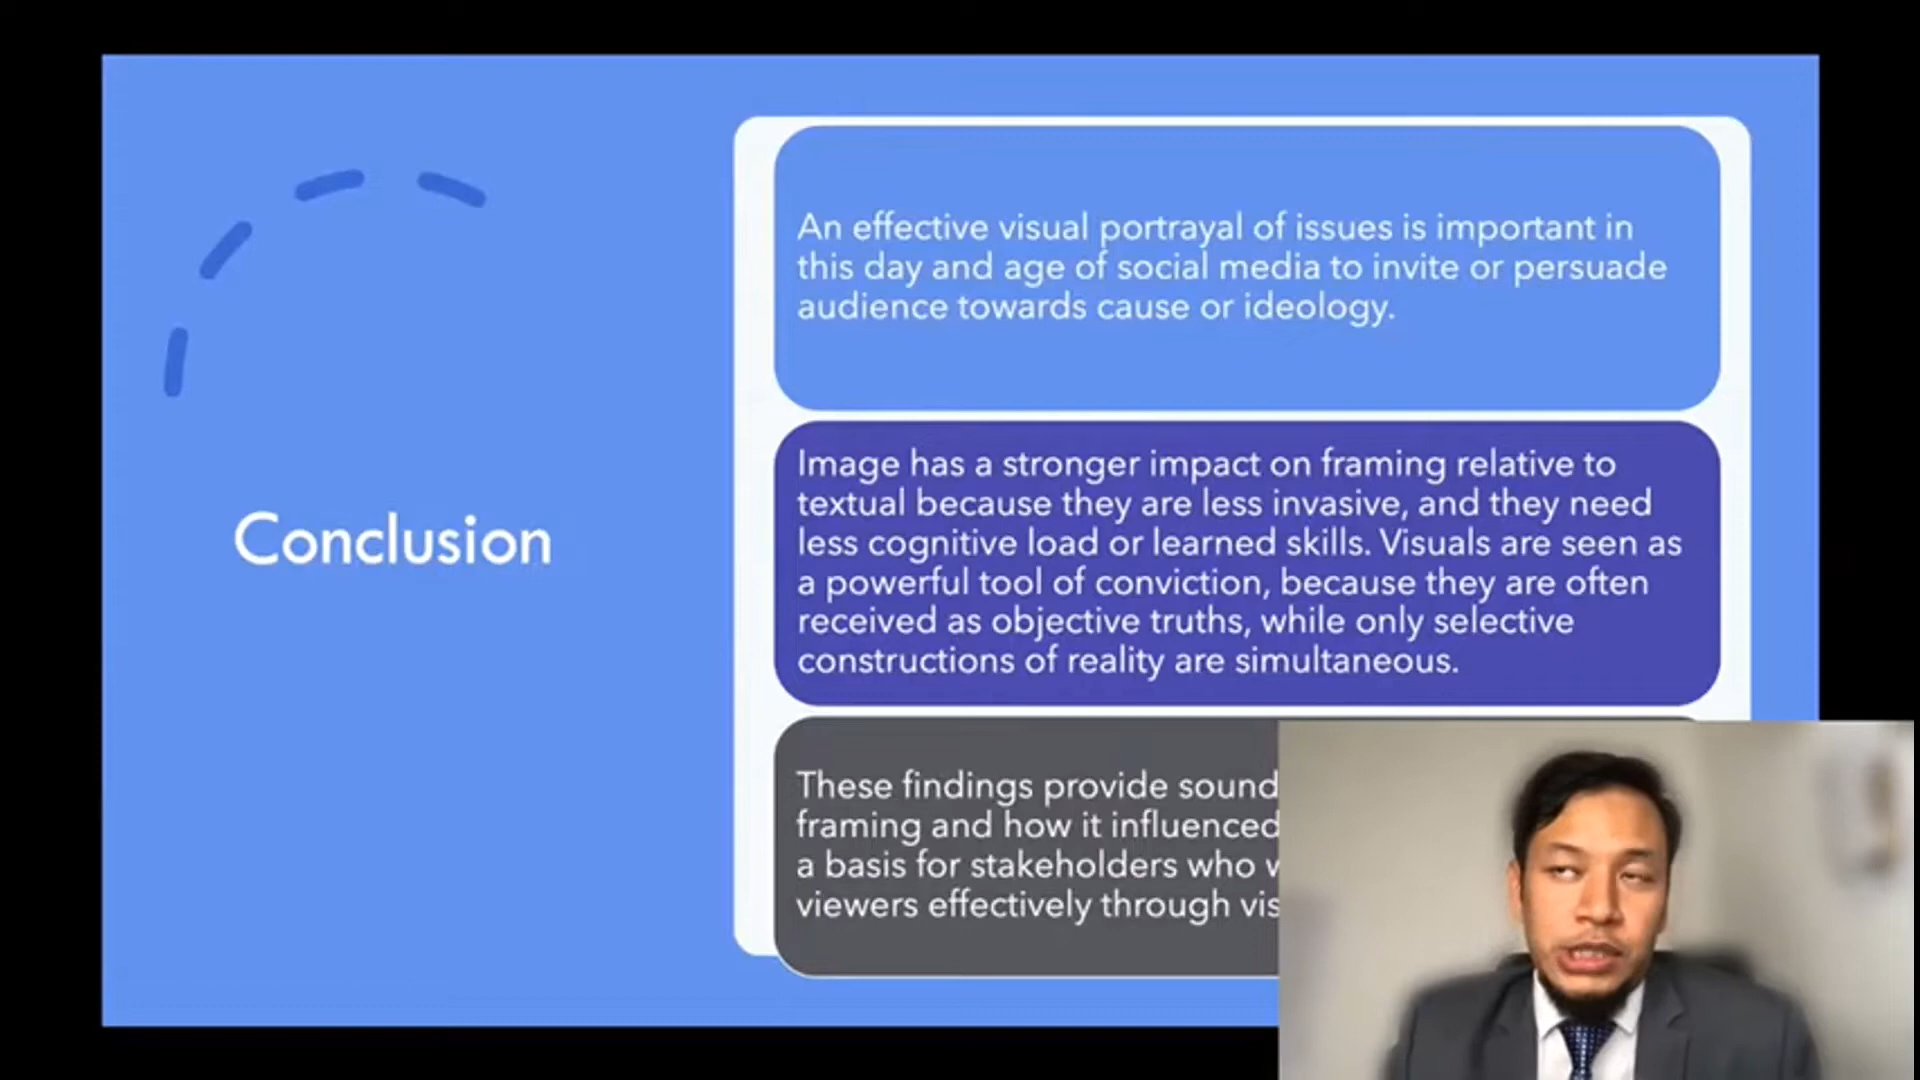 Conclusion
An effective visual portrayal of issues is important in
this day and age of social media to invite or persuade
audience towards cause or ideology.
Image has a stronger impact on framing relative to
textual because they are less invasive, and they need
less cognitive load or learned skills. Visuals are seen as
a powerful tool of conviction, because they are often
received as objective truths, while only selective
constructions of reality are simultaneous.
These findings provide sound
framing and how it influenced
a basis for stakeholders who
viewers effectively through